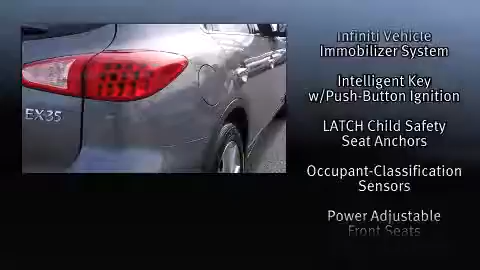 EX35
Infiniti Vehicle
Immobilizer System
Intelligent Key
w/Push-Button Ignition
LATCH Child Safety
Seat Anchors
Occupant-Classification
Sensors
Power Adjustable
Front Seats